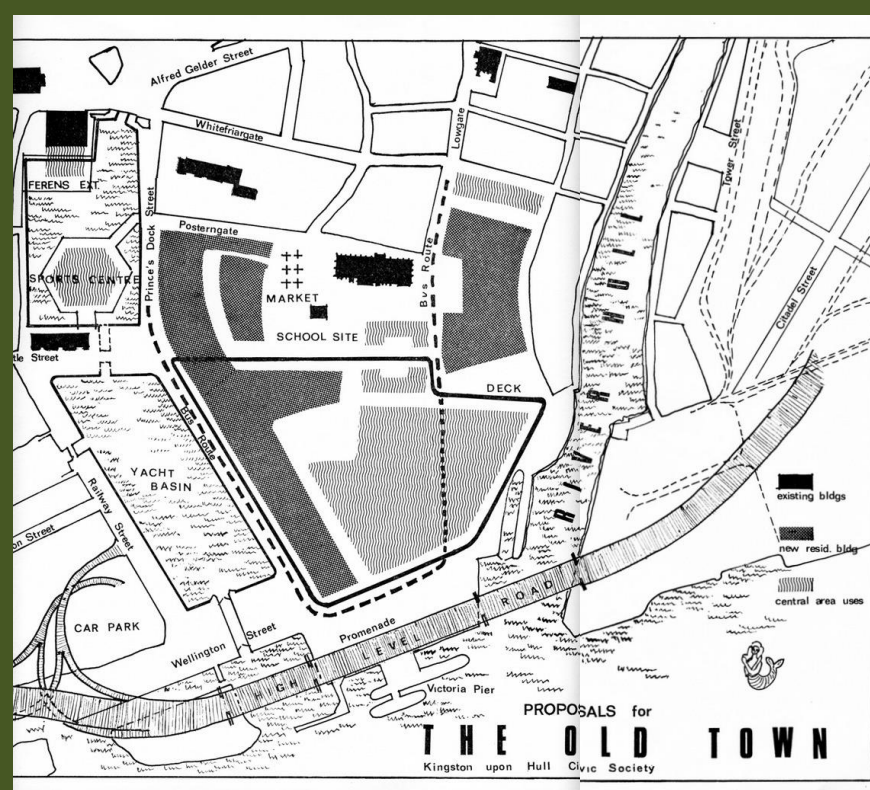 Alfred Gelder Street
Whitefriargate
Lowgate
Tower Street
FERENS EXT.
Prince's Dock Street
Posterngate
Bus Route
RIVER HULL
SPORTS CENTRE
MARKET
Citadel Street
SCHOOL SITE
tle Street
DECK
Bus Route
YACHT
BASIN
Railway Street
existing bldgs
on Street
new resid. bldg
central area uses
CAR PARK
Wellington Street
Promenade
HIGH LEVEL ROAD
Victoria Pier
PROPOSALS for
THE OLD TOWN
Kingston upon Hull Civic Society